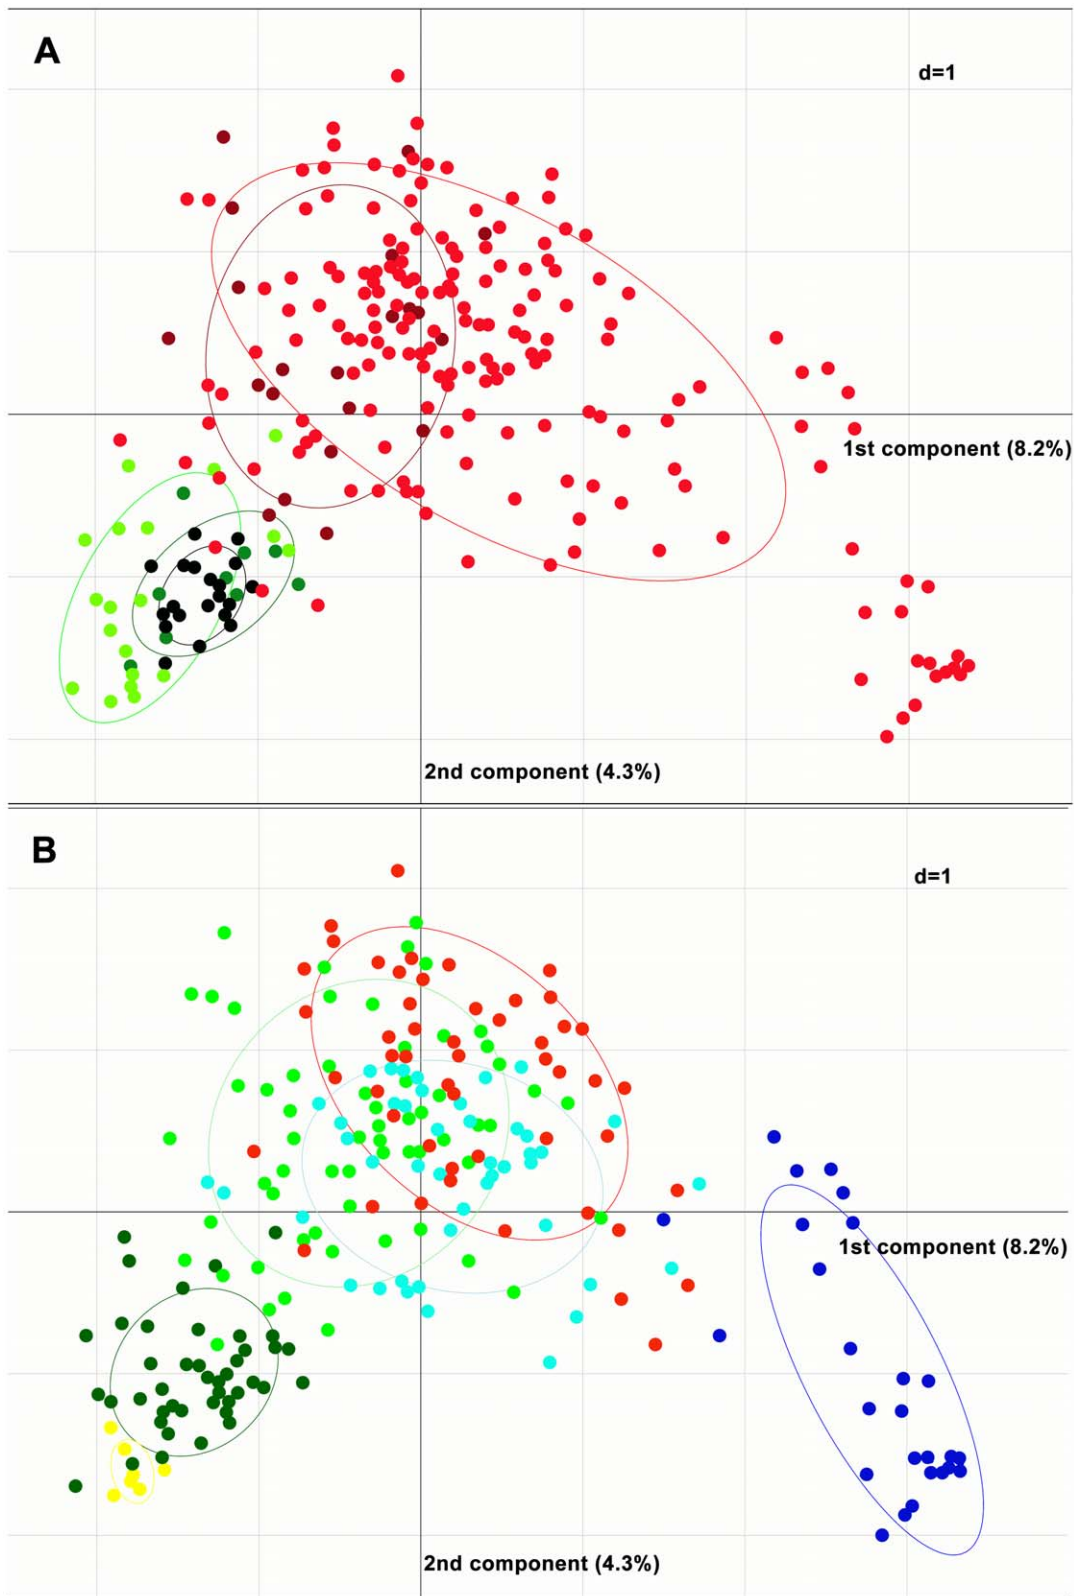 A
d=1
1st component (8.2%)
2nd component (4.3%)
B
d=1
1st component (8.2%)
2nd component (4.3%)